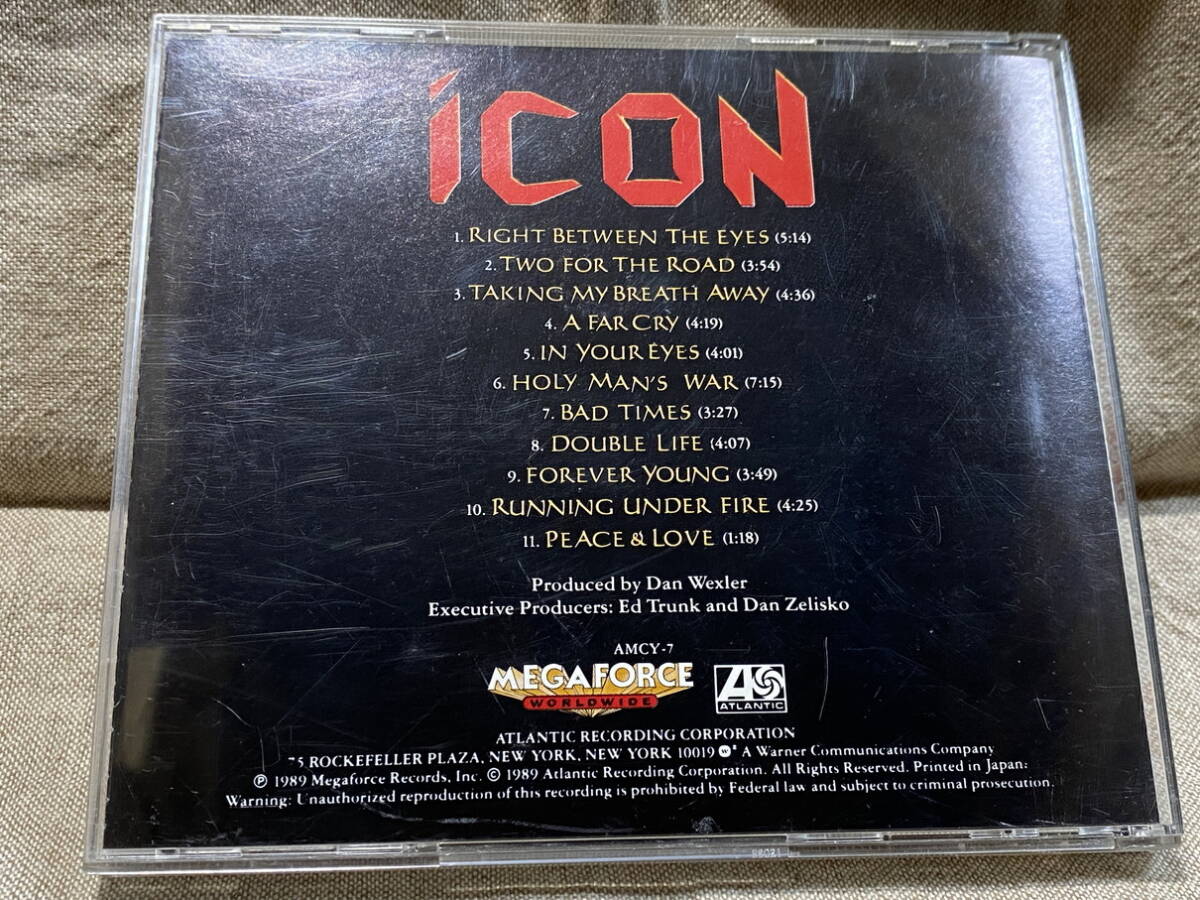 iCON
1. RIGHT BETWEEN THE EYES (5:14)
2. TWO FOR THE ROAD (3:54)
3. TAKING MY BREATH AWAY (4:36)
4. A FAR CRY (4:19)
5. IN YOUR EYES (4:01)
6. HOLY MAN'S WAR (7:15)
7. BAD TIMES (3:27)
8. DOUBLE LIFE (4:07)
9. FOREVER YOUNG (3:49)
10. RUNNING UNDER FIRE (4:25)
11. PEACE & LOVE (1:18)
Produced by Dan Wexler
Executive Producers: Ed Trunk and Dan Zelisko
AMCY-7
MEGAFORCE
WORLDWIDE
ATLANTIC
ATLANTIC RECORDING CORPORATION
75 ROCKEFELLER PLAZA, NEW YORK, NEW YORK 10019 A Warner Communications Company
℗ 1989 Megaforce Records, Inc. © 1989 Atlantic Recording Corporation. All Rights Reserved. Printed in Japan.
Warning: Unauthorized reproduction of this recording is prohibited by Federal law and subject to criminal prosecution.